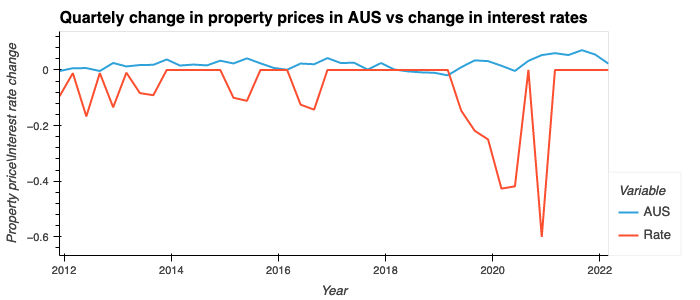 Quartely change in property prices in AUS vs change in interest rates
Property price\Interest rate change
0
−0.2
−0.4
−0.6
2012
2014
2016
2018
2020
2022
Year
Variable
AUS
Rate